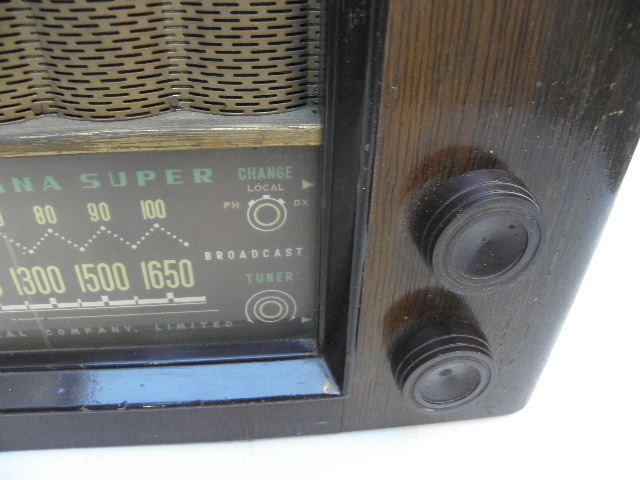 NA SUPER
CHANGE
LOCAL
PH DX
80 90 100
BROADCAST
1300 1500 1650
TUNER
COMPANY, LIMITED